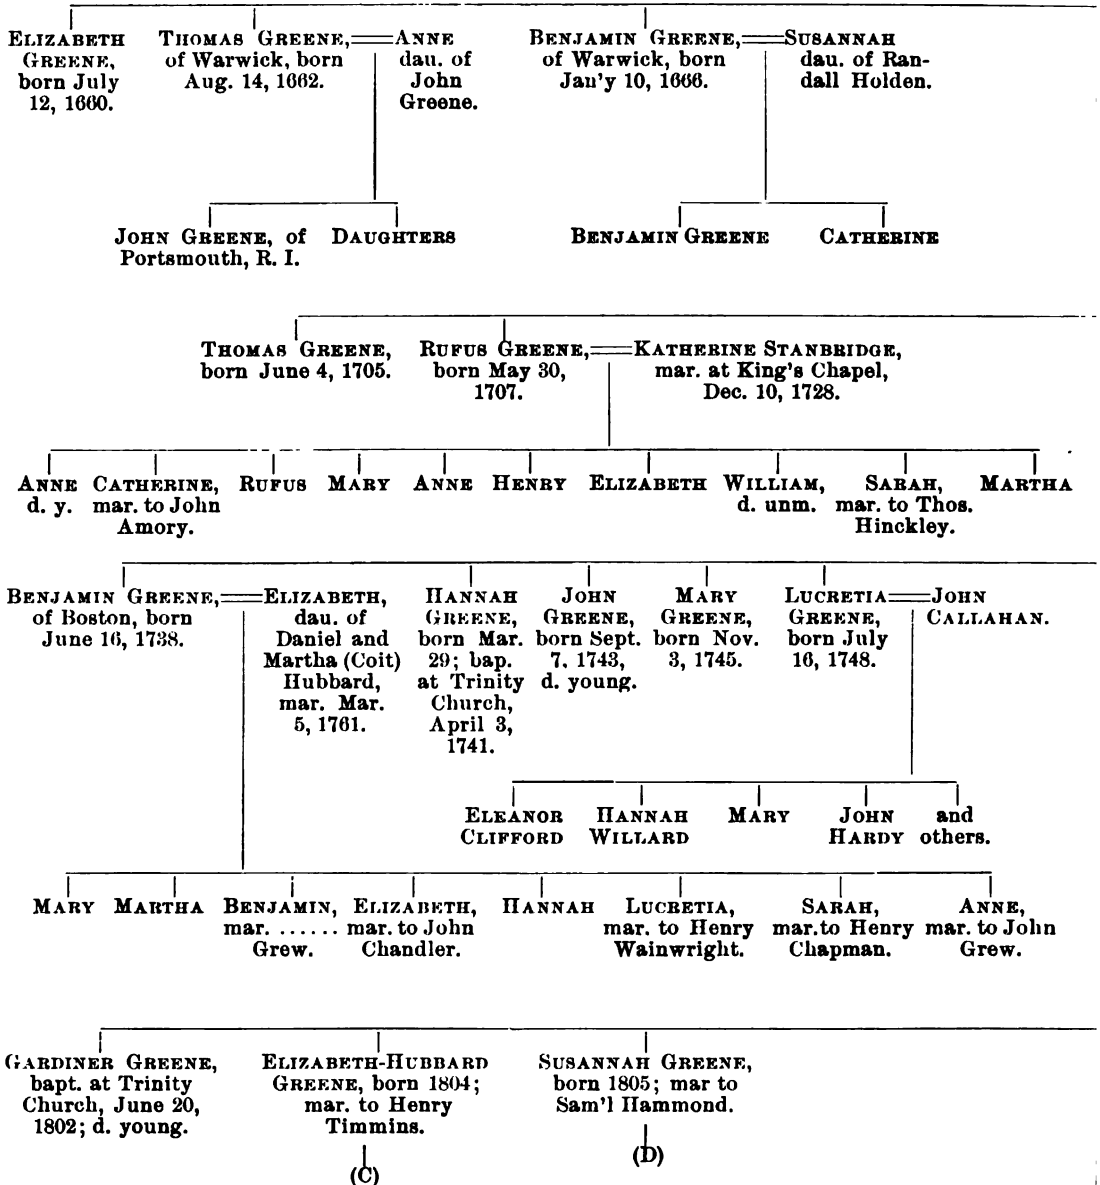 ELIZABETH
GREENE,
born July
12, 1660.
THOMAS GREENE,
of Warwick, born
Aug. 14, 1662.
ANNE
dau. of
John
Greene.
BENJAMIN GREENE,
of Warwick, born
Jan'y 10, 1666.
SUSANNAH
dau. of Ran-
dall Holden.
JOHN GREENE, of
Portsmouth, R. I.
DAUGHTERS
BENJAMIN GREENE
CATHERINE
THOMAS GREENE,
born June 4, 1705.
RUFUS GREENE,
born May 30,
1707.
KATHERINE STANBRIDGE,
mar. at King's Chapel,
Dec. 10, 1728.
ANNE
d. y.
CATHERINE,
mar. to John
Amory.
RUFUS
MARY
ANNE
HENRY
ELIZABETH
WILLIAM,
d. unm.
SARAH,
mar. to Thos.
Hinckley.
MARTHA
BENJAMIN GREENE,
of Boston, born
June 16, 1738.
ELIZABETH,
dau. of
Daniel and
Martha (Coit)
Hubbard,
mar. Mar.
5, 1761.
HANNAH
GREENE,
born Mar.
29; bap.
at Trinity
Church,
April 3,
1741.
JOHN
GREENE,
born Sept.
7, 1743,
d. young.
MARY
GREENE,
born Nov.
3, 1745.
LUCRETIA
GREENE,
born July
16, 1748.
JOHN
CALLAHAN.
ELEANOR
CLIFFORD
HANNAH
WILLARD
MARY
JOHN
HARDY
and
others.
MARY
MARTHA
BENJAMIN,
mar. ......
Grew.
ELIZABETH,
mar. to John
Chandler.
HANNAH
LUCRETIA,
mar. to Henry
Wainwright.
SARAH,
mar. to Henry
Chapman.
ANNE,
mar. to John
Grew.
GARDINER GREENE,
bapt. at Trinity
Church, June 20,
1802; d. young.
ELIZABETH-HUBBARD
GREENE, born 1804;
mar. to Henry
Timmins.
(C)
SUSANNAH GREENE,
born 1805; mar to
Sam'l Hammond.
(D)